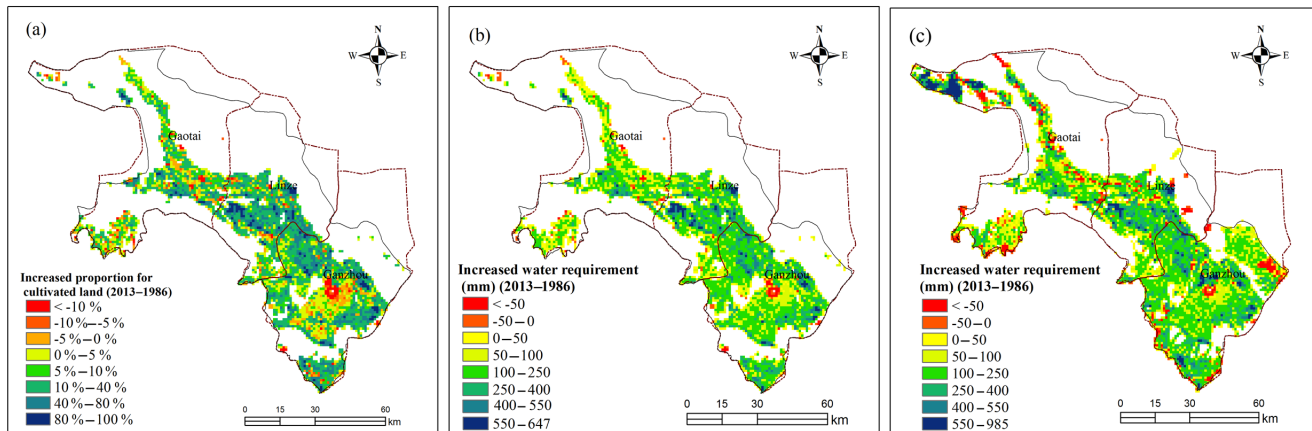 (a)
N
W E
S
Gaotai
Linze
Ganzhou
Increased proportion for
cultivated land (2013–1986)
< -10 %
-10 %–-5 %
-5 %–0 %
0 %–5 %
5 %–10 %
10 %–40 %
40 %–80 %
80 %–100 %
0 15 30 60
km
(b)
N
W E
S
Gaotai
Linze
Ganzhou
Increased water requirement
(mm) (2013–1986)
< -50
-50–0
0–50
50–100
100–250
250–400
400–550
550–647
0 15 30 60
km
(c)
N
W E
S
Gaotai
Linze
Ganzhou
Increased water requirement
(mm) (2013–1986)
< -50
-50–0
0–50
50–100
100–250
250–400
400–550
550–985
0 15 30 60
km